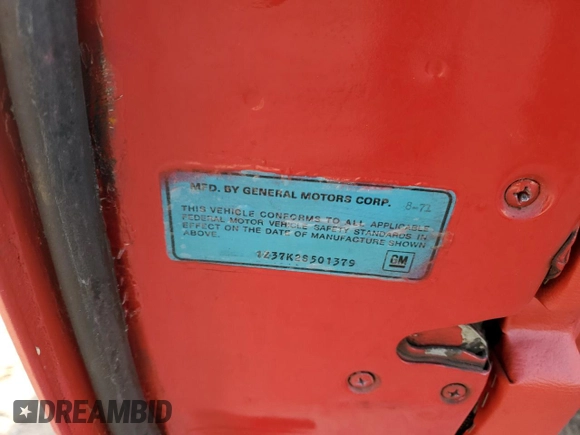 MFD. BY GENERAL MOTORS CORP. 8-71
THIS VEHICLE CONFORMS TO ALL APPLICABLE
FEDERAL MOTOR VEHICLE SAFETY STANDARDS IN
EFFECT ON THE DATE OF MANUFACTURE SHOWN
ABOVE.
1Z37K2S501379
GM
DREAMBID